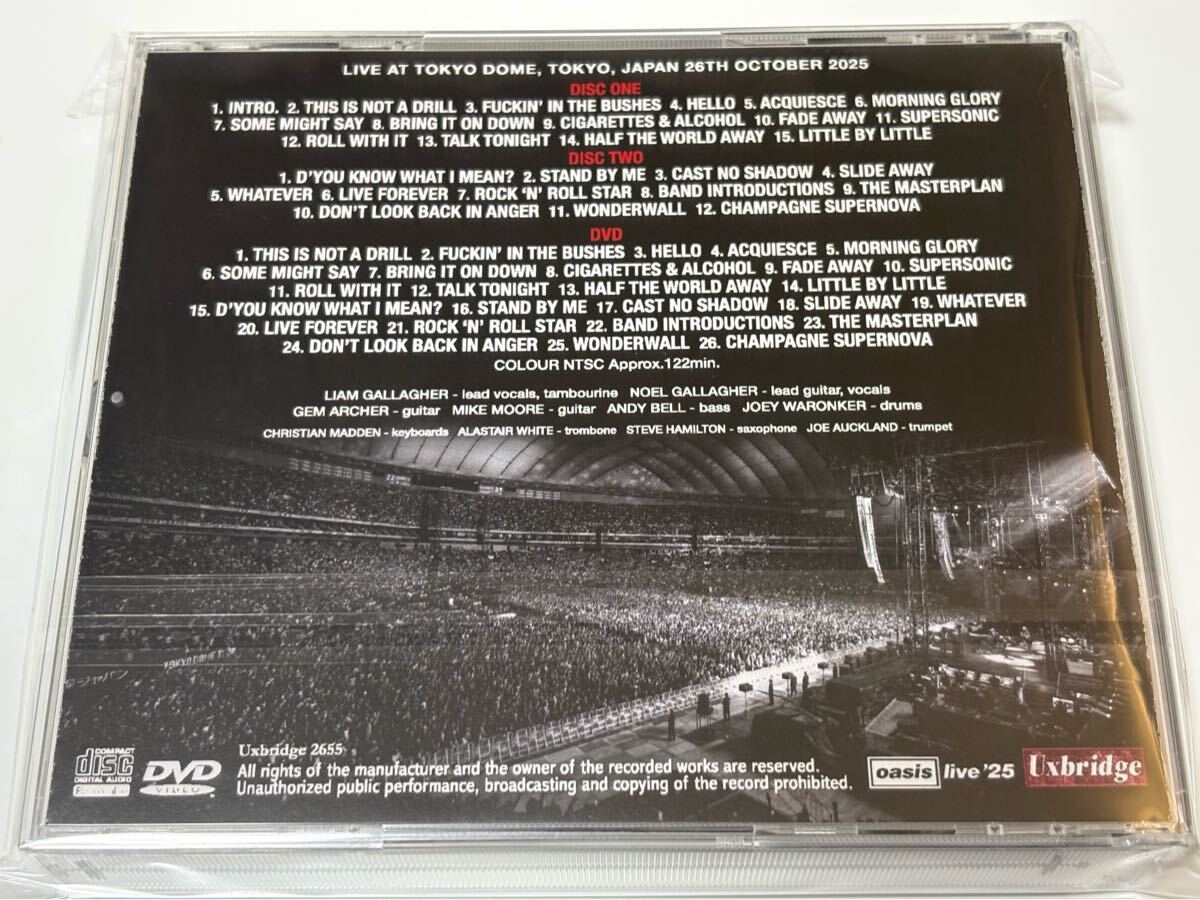 LIVE AT TOKYO DOME, TOKYO, JAPAN 26TH OCTOBER 2025
DISC ONE
1. INTRO. 2. THIS IS NOT A DRILL 3. FUCKIN' IN THE BUSHES 4. HELLO 5. ACQUIESCE 6. MORNING GLORY
7. SOME MIGHT SAY 8. BRING IT ON DOWN 9. CIGARETTES & ALCOHOL 10. FADE AWAY 11. SUPERSONIC
12. ROLL WITH IT 13. TALK TONIGHT 14. HALF THE WORLD AWAY 15. LITTLE BY LITTLE
DISC TWO
1. D'YOU KNOW WHAT I MEAN? 2. STAND BY ME 3. CAST NO SHADOW 4. SLIDE AWAY
5. WHATEVER 6. LIVE FOREVER 7. ROCK 'N' ROLL STAR 8. BAND INTRODUCTIONS 9. THE MASTERPLAN
10. DON'T LOOK BACK IN ANGER 11. WONDERWALL 12. CHAMPAGNE SUPERNOVA
DVD
1. THIS IS NOT A DRILL 2. FUCKIN' IN THE BUSHES 3. HELLO 4. ACQUIESCE 5. MORNING GLORY
6. SOME MIGHT SAY 7. BRING IT ON DOWN 8. CIGARETTES & ALCOHOL 9. FADE AWAY 10. SUPERSONIC
11. ROLL WITH IT 12. TALK TONIGHT 13. HALF THE WORLD AWAY 14. LITTLE BY LITTLE
15. D'YOU KNOW WHAT I MEAN? 16. STAND BY ME 17. CAST NO SHADOW 18. SLIDE AWAY 19. WHATEVER
20. LIVE FOREVER 21. ROCK 'N' ROLL STAR 22. BAND INTRODUCTIONS 23. THE MASTERPLAN
24. DON'T LOOK BACK IN ANGER 25. WONDERWALL 26. CHAMPAGNE SUPERNOVA
COLOUR NTSC Approx.122min.
LIAM GALLAGHER - lead vocals, tambourine NOEL GALLAGHER - lead guitar, vocals
GEM ARCHER - guitar MIKE MOORE - guitar ANDY BELL - bass JOEY WARONKER - drums
CHRISTIAN MADDEN - keyboards ALASTAIR WHITE - trombone STEVE HAMILTON - saxophone JOE AUCKLAND - trumpet
TOKYO DOME
ジャパン
COMPACT
disc
DIGITAL AUDIO
DVD
VIDEO
Uxbridge 2655
All rights of the manufacturer and the owner of the recorded works are reserved.
Unauthorized public performance, broadcasting and copying of the record prohibited.
oasis live '25
Uxbridge